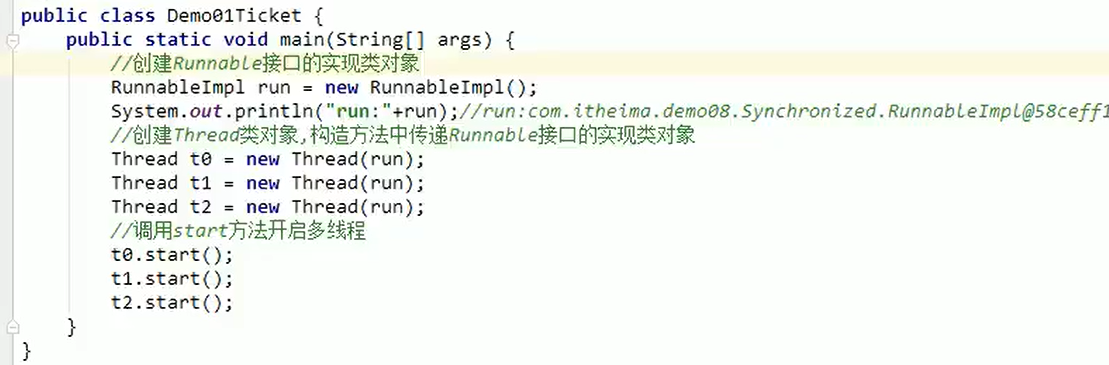 public class Demo01Ticket {
public static void main(String[] args) {
//创建Runnable接口的实现类对象
RunnableImpl run = new RunnableImpl();
System.out.println("run:"+run);//run:com.itheima.demo08.Synchronized.RunnableImpl@58ceff1
//创建Thread类对象,构造方法中传递Runnable接口的实现类对象
Thread t0 = new Thread(run);
Thread t1 = new Thread(run);
Thread t2 = new Thread(run);
//调用start方法开启多线程
t0.start();
t1.start();
t2.start();
}
}